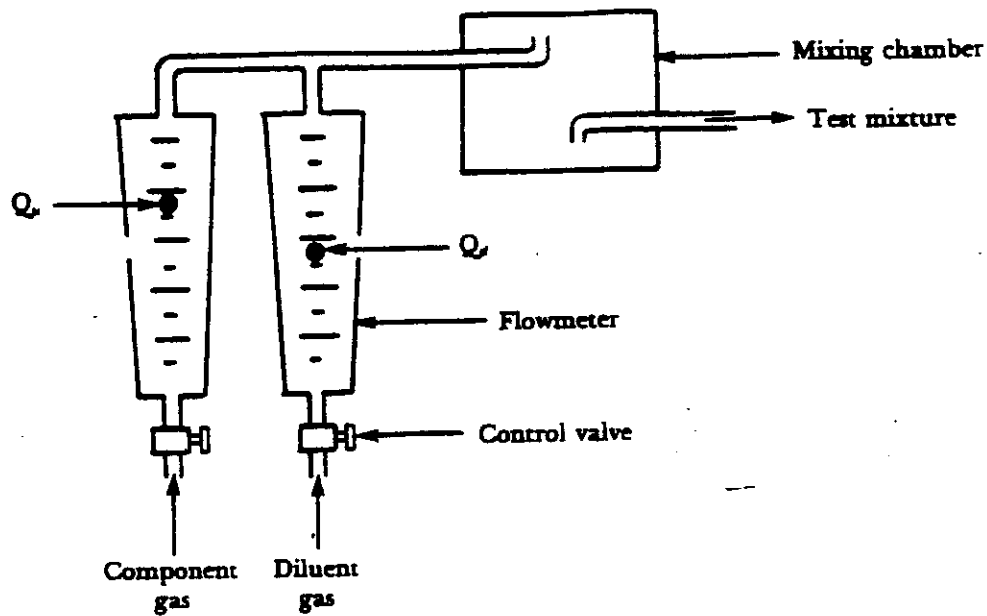 Mixing chamber
Test mixture
Flowmeter
Control valve
Component
gas
Diluent
gas